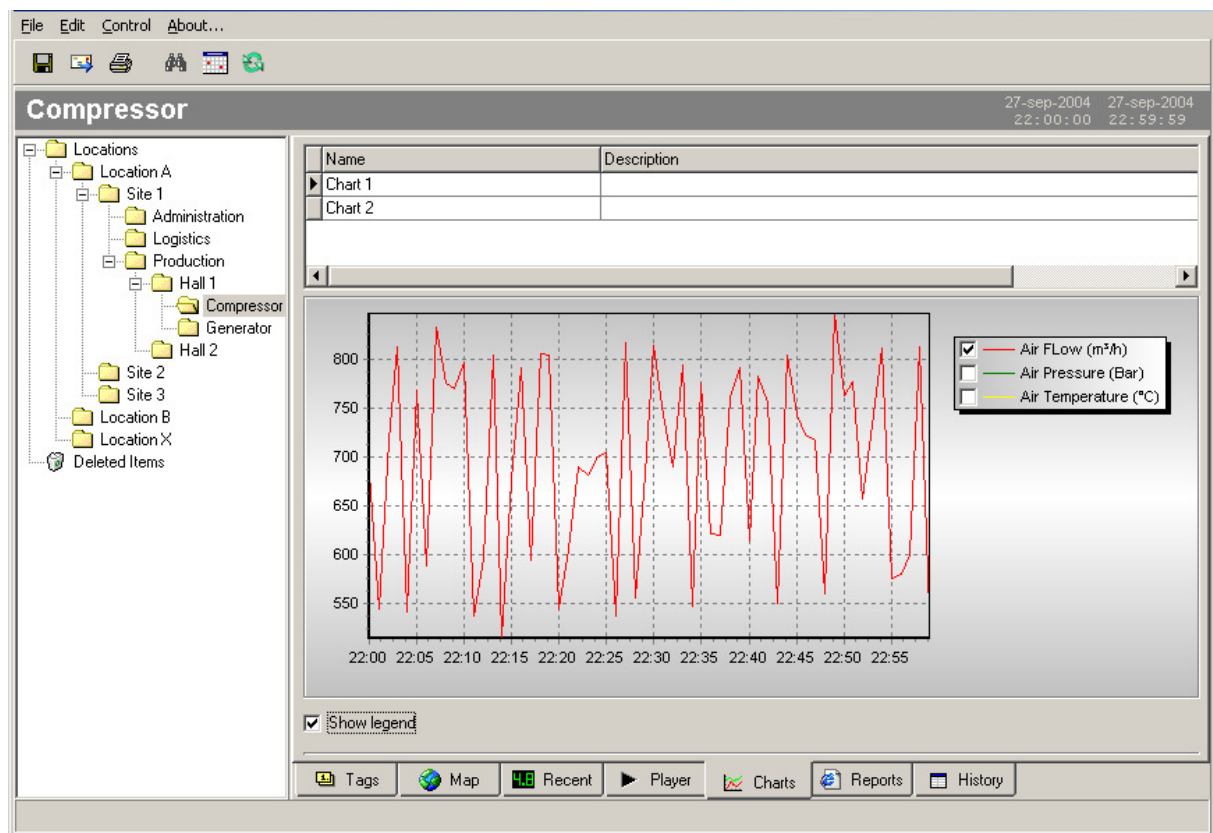 File Edit Control About...
Compressor
27-sep-2004 27-sep-2004
22:00:00 22:59:59
Locations
Location A
Site 1
Administration
Logistics
Production
Hall 1
Compressor
Generator
Hall 2
Site 2
Site 3
Location B
Location X
Deleted Items
Name Description
Chart 1
Chart 2
800
750
700
650
600
550
22:00 22:05 22:10 22:15 22:20 22:25 22:30 22:35 22:40 22:45 22:50 22:55
Air FLow (m³/h)
Air Pressure (Bar)
Air Temperature (°C)
Show legend
Tags Map 4.8 Recent Player Charts Reports History